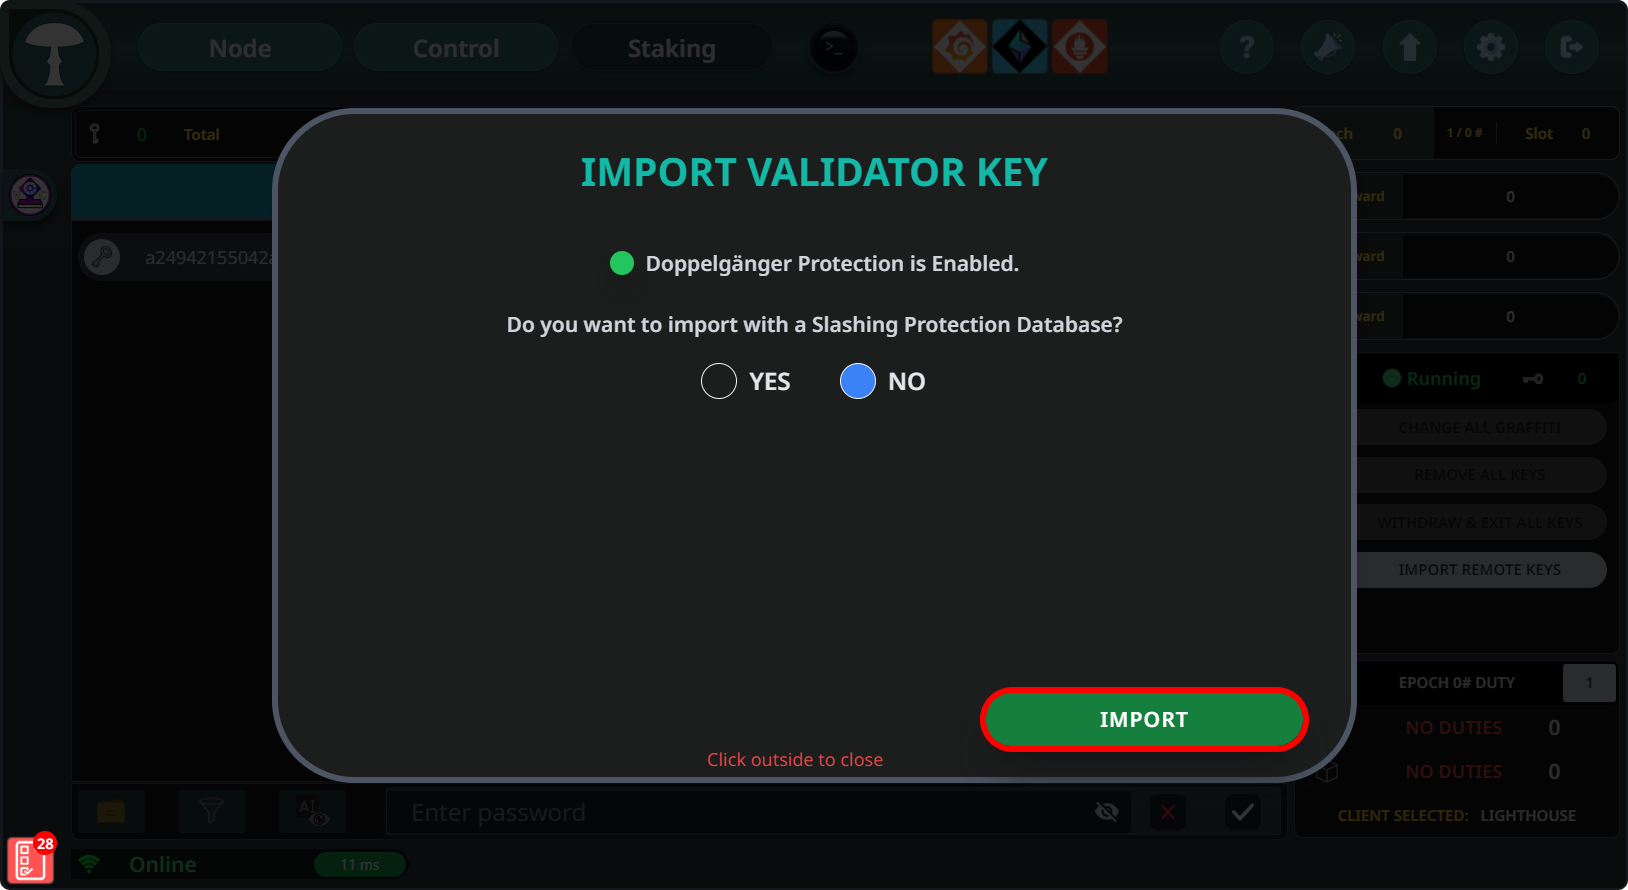 Node Control Staking >_ ?
0 Total
ch 0 1 / 0 # Slot 0
IMPORT VALIDATOR KEY
ward 0
a24942155042a
Doppelgänger Protection is Enabled.
ward 0
Do you want to import with a Slashing Protection Database?
ward 0
YES NO
Running 0
CHANGE ALL GRAFFITI
REMOVE ALL KEYS
WITHDRAW & EXIT ALL KEYS
IMPORT REMOTE KEYS
EPOCH 0# DUTY 1
IMPORT
NO DUTIES 0
Click outside to close
NO DUTIES 0
AI Enter password
CLIENT SELECTED: LIGHTHOUSE
28
Online 11 ms